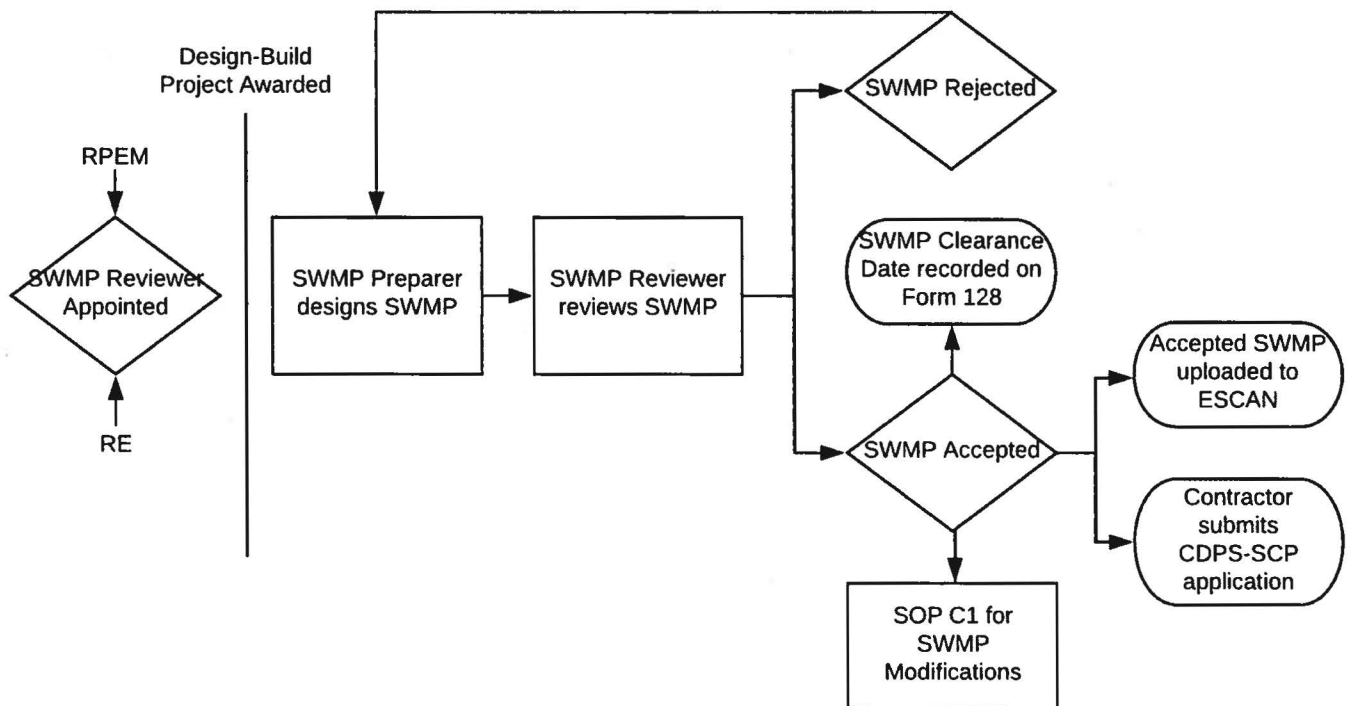 Design-Build
Project Awarded
RPEM
SWMP Reviewer
Appointed
RE
SWMP Preparer
designs SWMP
SWMP Reviewer
reviews SWMP
SWMP Rejected
SWMP Clearance
Date recorded on
Form 128
SWMP Accepted
Accepted SWMP
uploaded to
ESCAN
Contractor
submits
CDPS-SCP
application
SOP C1 for
SWMP
Modifications